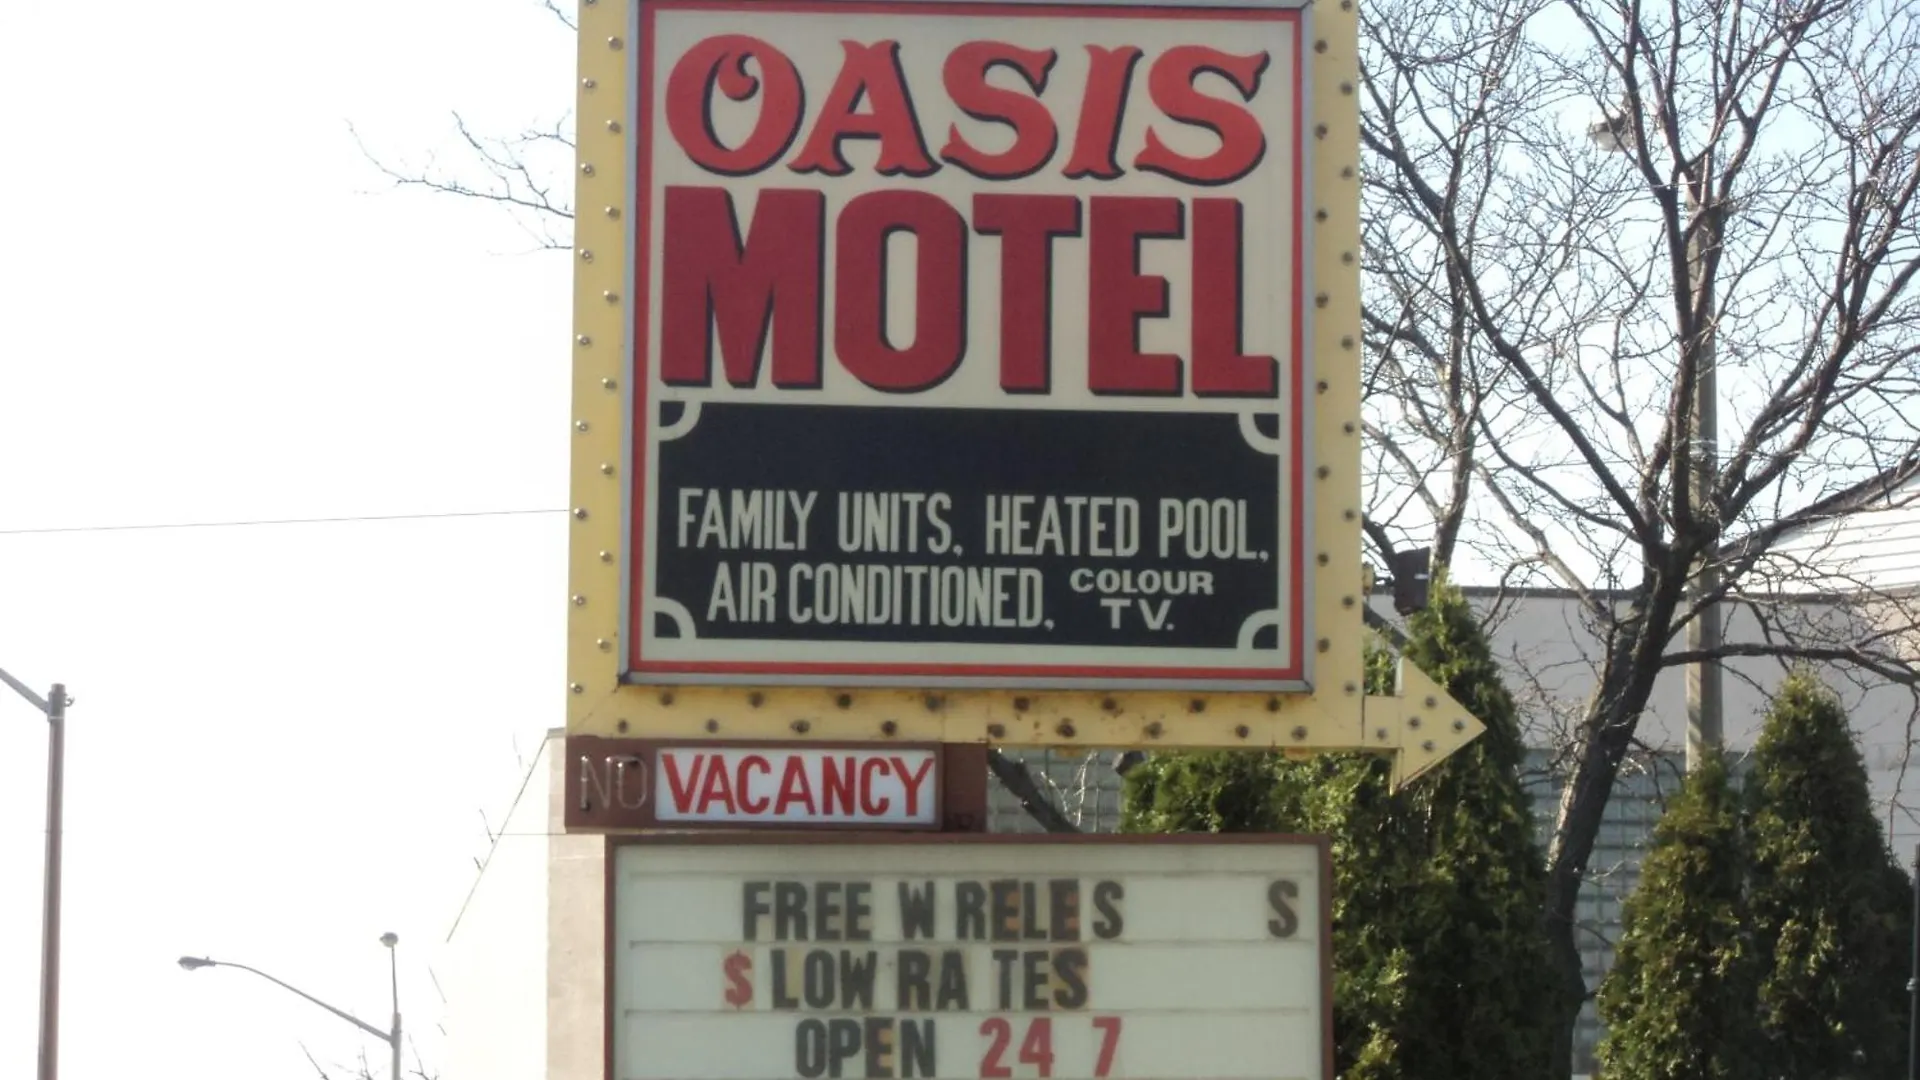 OASIS
MOTEL
FAMILY UNITS, HEATED POOL,
AIR CONDITIONED, COLOUR
TV.
NO VACANCY
FREE W RELES S
$ LOW RA TES
OPEN 24 7